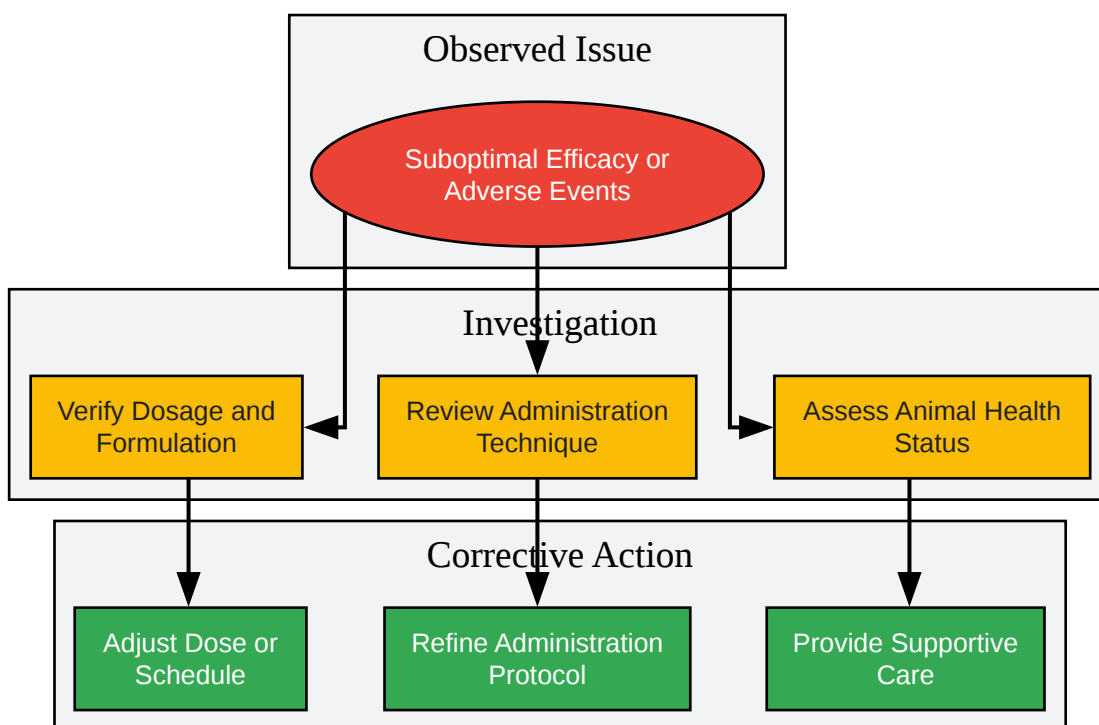 Observed Issue
Suboptimal Efficacy or
Adverse Events
Investigation
Verify Dosage and
Formulation
Review Administration
Technique
Assess Animal Health
Status
Corrective Action
Adjust Dose or
Schedule
Refine Administration
Protocol
Provide Supportive
Care